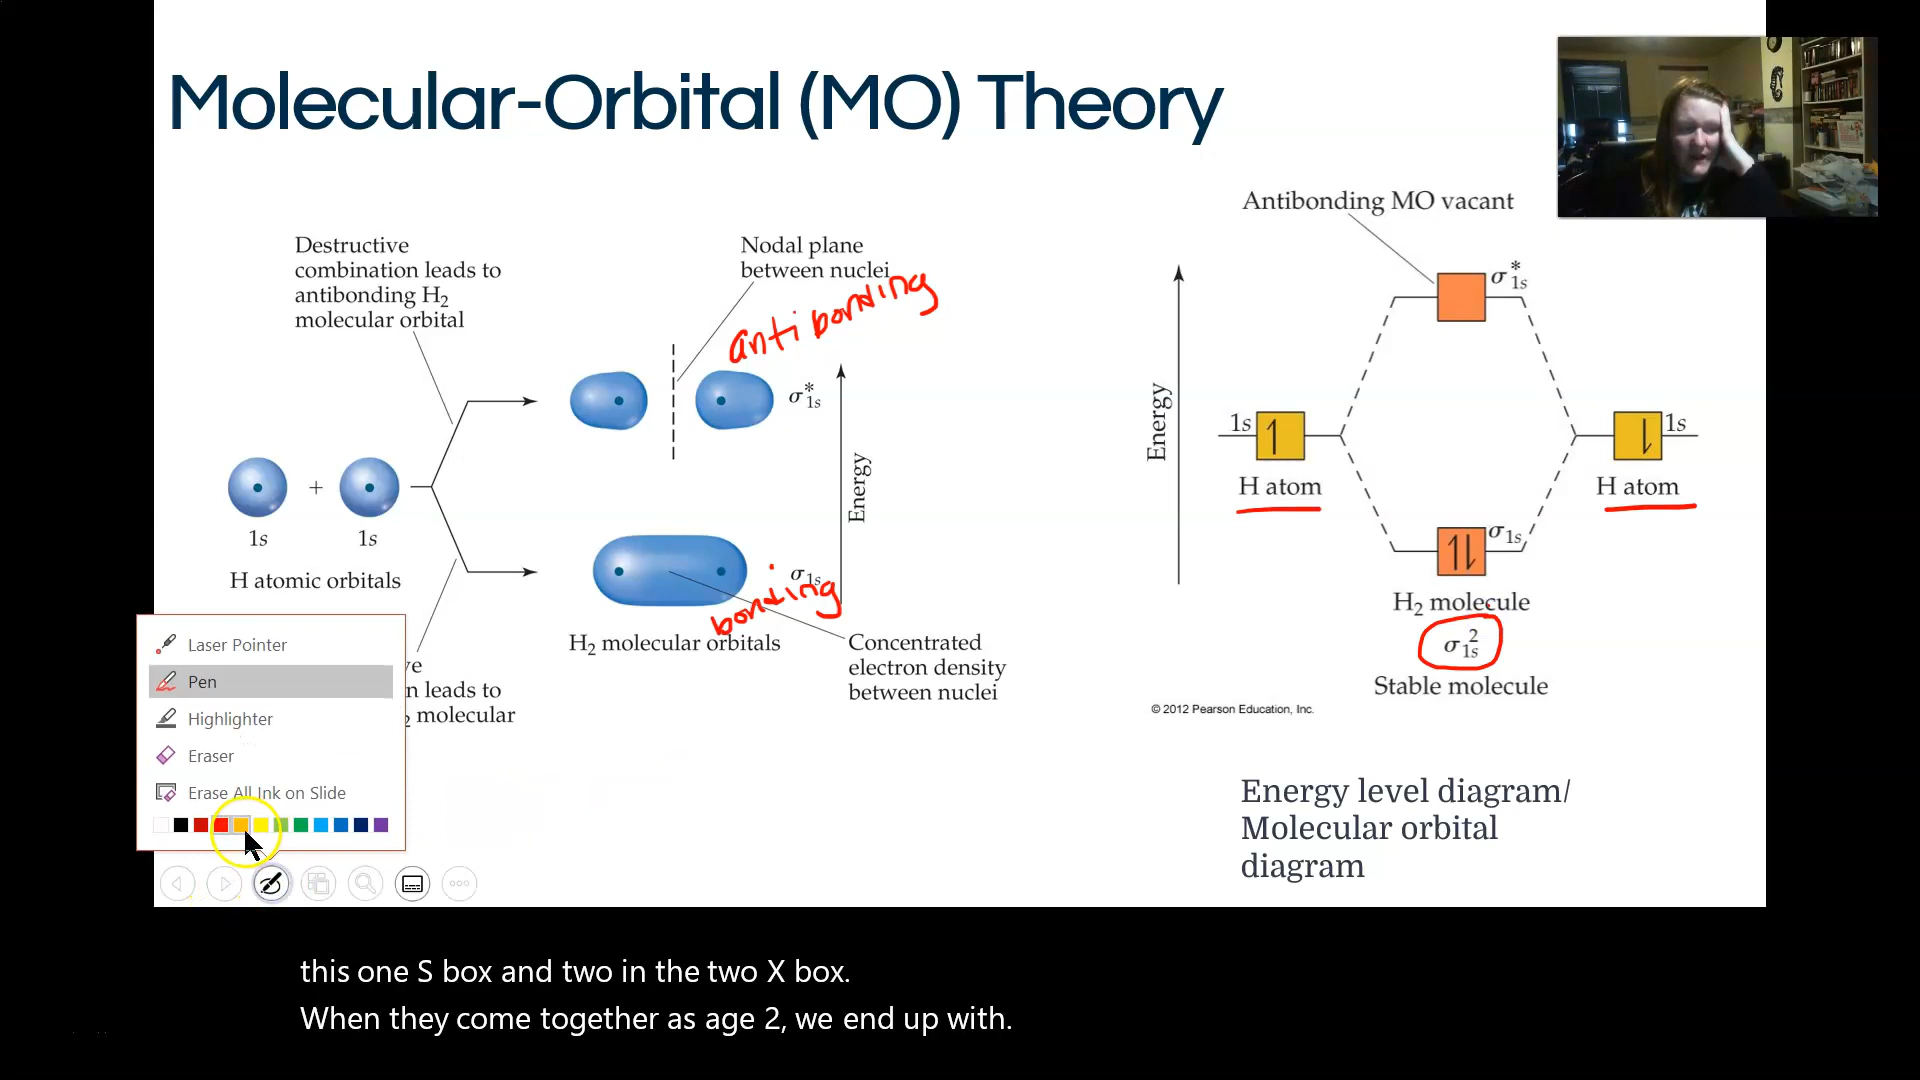 Molecular-Orbital (MO) Theory
Destructive
combination leads to
antibonding H₂
molecular orbital
Nodal plane
between nuclei
antibonding
σ*1s
Energy
+
1s
1s
H atomic orbitals
σ1s
bonding
H₂ molecular orbitals
Concentrated
electron density
between nuclei
ve
n leads to
₂ molecular
Antibonding MO vacant
σ*1s
Energy
1s
1s
H atom
H atom
σ1s
H₂ molecule
σ1s²
Stable molecule
© 2012 Pearson Education, Inc.
Energy level diagram/
Molecular orbital
diagram
Laser Pointer
Pen
Highlighter
Eraser
Erase All Ink on Slide
this one S box and two in the two X box.
When they come together as age 2, we end up with.